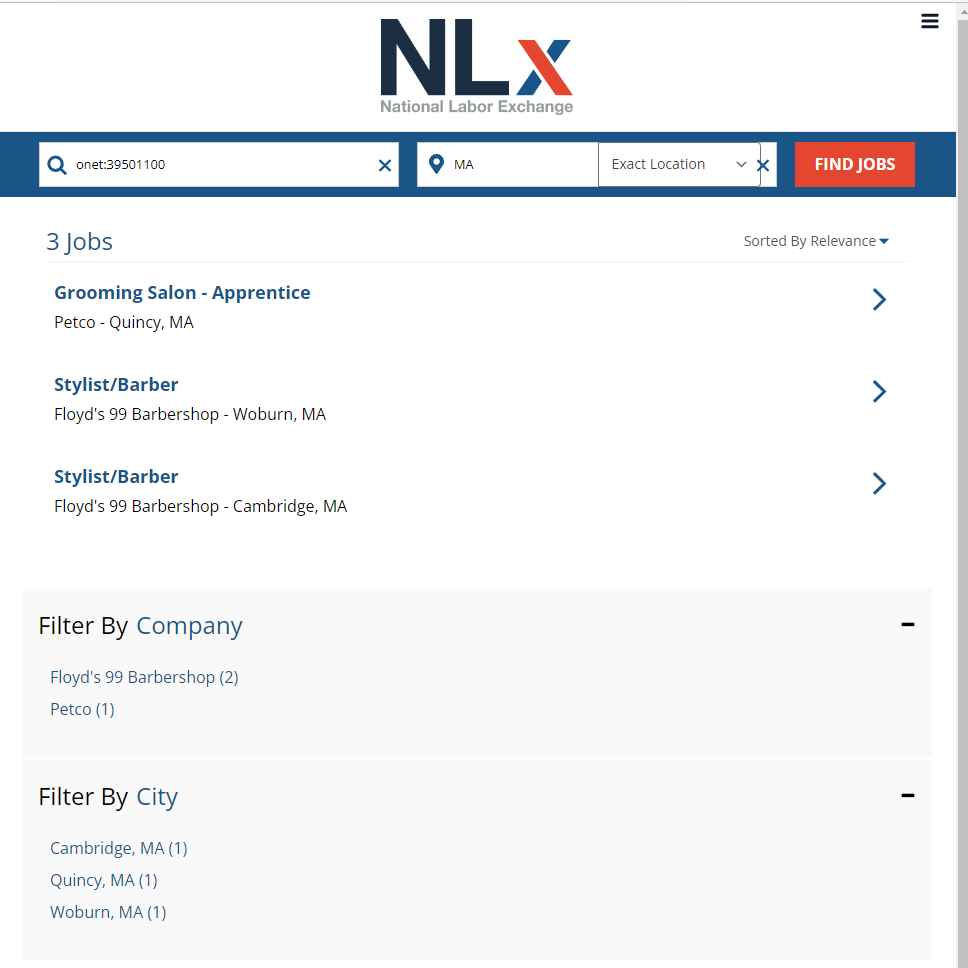 NLx
National Labor Exchange
onet:39501100
MA
Exact Location
FIND JOBS
3 Jobs
Sorted By Relevance
Grooming Salon - Apprentice
Petco - Quincy, MA
Stylist/Barber
Floyd's 99 Barbershop - Woburn, MA
Stylist/Barber
Floyd's 99 Barbershop - Cambridge, MA
Filter By Company
Floyd's 99 Barbershop (2)
Petco (1)
Filter By City
Cambridge, MA (1)
Quincy, MA (1)
Woburn, MA (1)